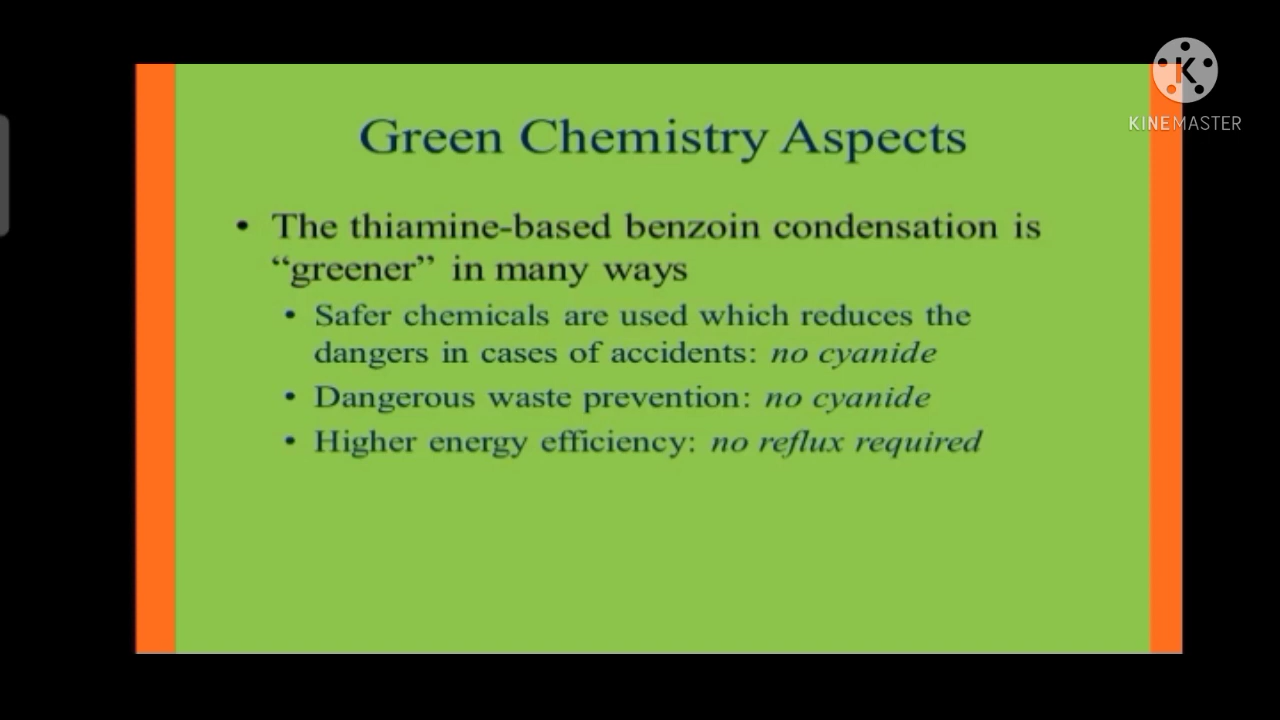 KINEMASTER
Green Chemistry Aspects
• The thiamine-based benzoin condensation is
“greener” in many ways
• Safer chemicals are used which reduces the
dangers in cases of accidents: no cyanide
• Dangerous waste prevention: no cyanide
• Higher energy efficiency: no reflux required